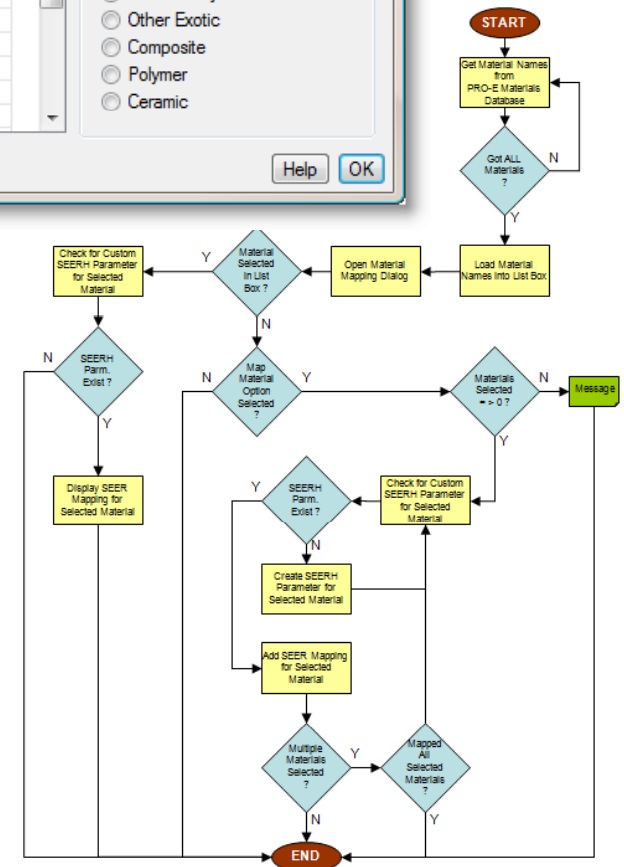 Other Exotic
Composite
Polymer
Ceramic
Help
OK
START
Get Material Names
from
PRO-E Materials
Database
Got ALL
Materials
?
N
Y
Load Material
Names Into List Box
Open Material
Mapping Dialog
Material
Selected
In List
Box ?
Y
N
Check for Custom
SEERH Parameter
for Selected
Material
SEERH
Parm.
Exist ?
N
Y
Display SEER
Mapping for
Selected Material
Map
Material
Option
Selected
?
N
Y
Materials
Selected
= > 0 ?
N
Y
Message
Check for Custom
SEERH Parameter
for Selected
Material
SEERH
Parm.
Exist ?
Y
N
Create SEERH
Parameter for
Selected Material
Add SEER Mapping
for Selected
Material
Multiple
Materials
Selected
?
Y
N
Mapped
All
Selected
Materials
?
Y
END